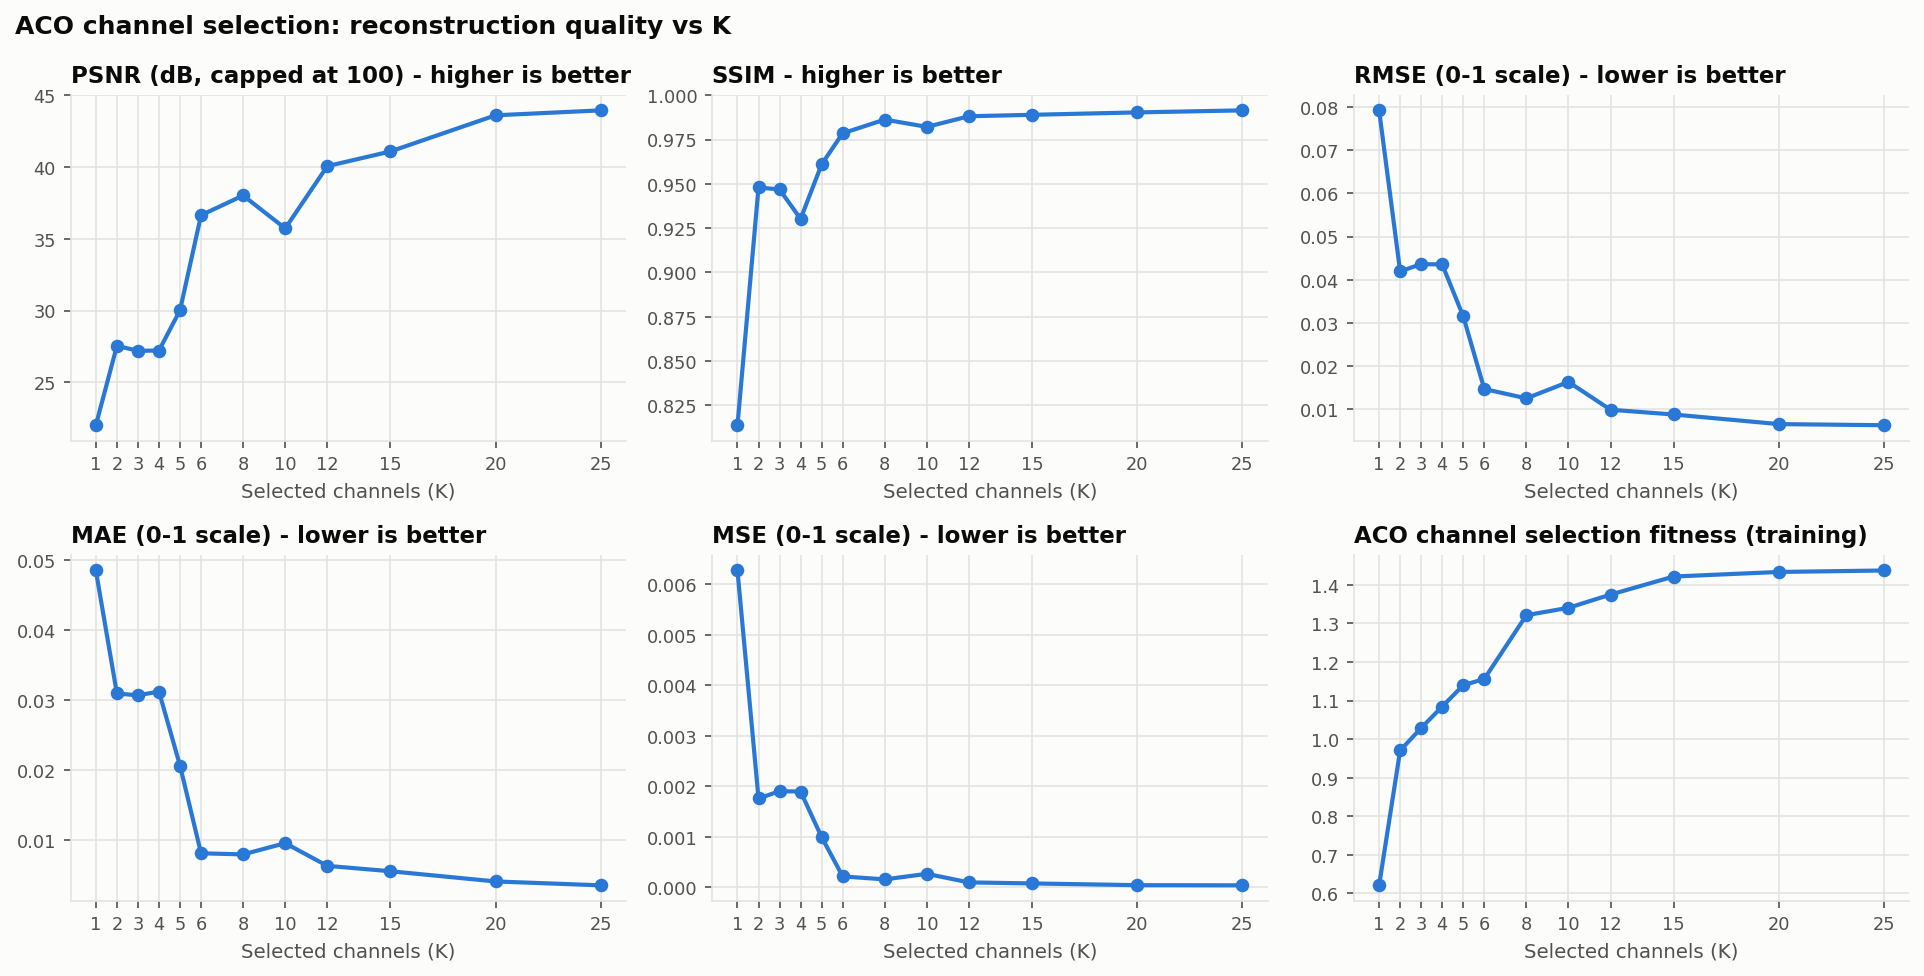 ACO channel selection: reconstruction quality vs K
PSNR (dB, capped at 100) - higher is better
45
40
35
30
25
1 2 3 4 5 6 8 10 12 15 20 25
Selected channels (K)
SSIM - higher is better
1.000
0.975
0.950
0.925
0.900
0.875
0.850
0.825
1 2 3 4 5 6 8 10 12 15 20 25
Selected channels (K)
RMSE (0-1 scale) - lower is better
0.08
0.07
0.06
0.05
0.04
0.03
0.02
0.01
1 2 3 4 5 6 8 10 12 15 20 25
Selected channels (K)
MAE (0-1 scale) - lower is better
0.05
0.04
0.03
0.02
0.01
1 2 3 4 5 6 8 10 12 15 20 25
Selected channels (K)
MSE (0-1 scale) - lower is better
0.006
0.005
0.004
0.003
0.002
0.001
0.000
1 2 3 4 5 6 8 10 12 15 20 25
Selected channels (K)
ACO channel selection fitness (training)
1.4
1.3
1.2
1.1
1.0
0.9
0.8
0.7
0.6
1 2 3 4 5 6 8 10 12 15 20 25
Selected channels (K)